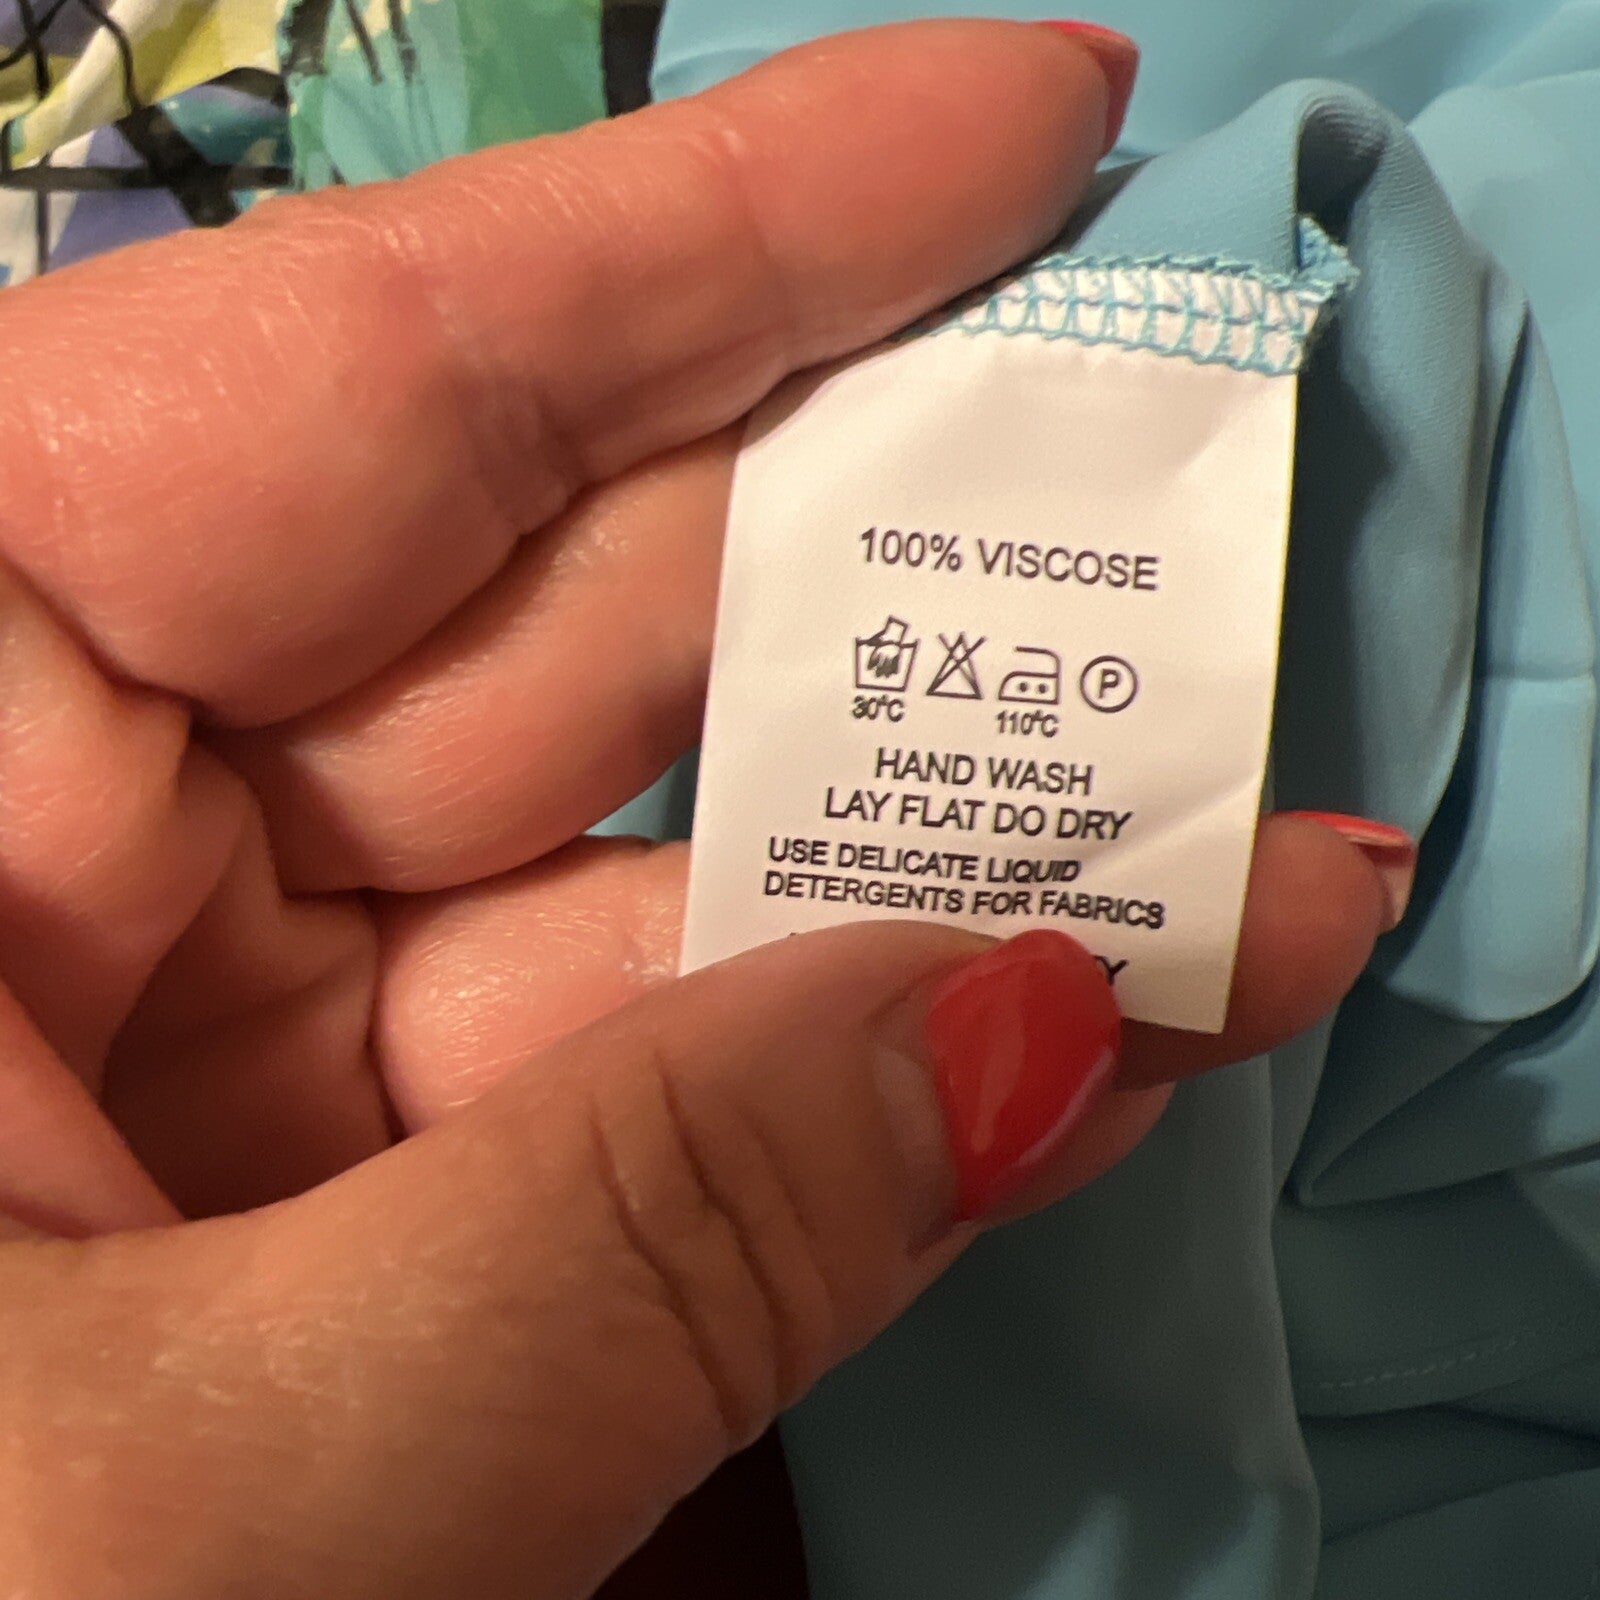 100% VISCOSE
P
30°C 110°C
HAND WASH
LAY FLAT DO DRY
USE DELICATE LIQUID
DETERGENTS FOR FABRICS